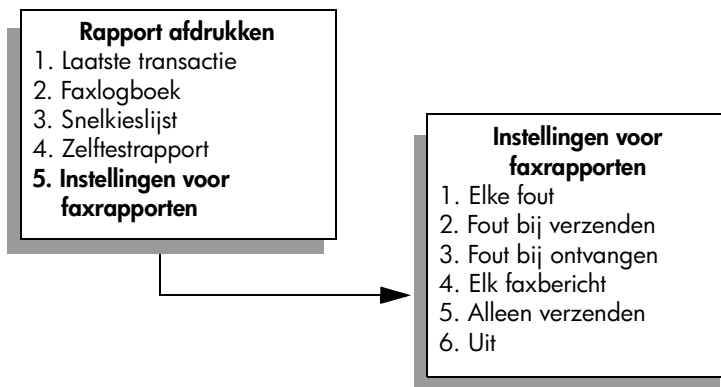 Rapport afdrukken
1. Laatste transactie
2. Faxlogboek
3. Snelkieslijst
4. Zelftestrapport
5. Instellingen voor
faxrapporten
Instellingen voor
faxrapporten
1. Elke fout
2. Fout bij verzenden
3. Fout bij ontvangen
4. Elk faxbericht
5. Alleen verzenden
6. Uit